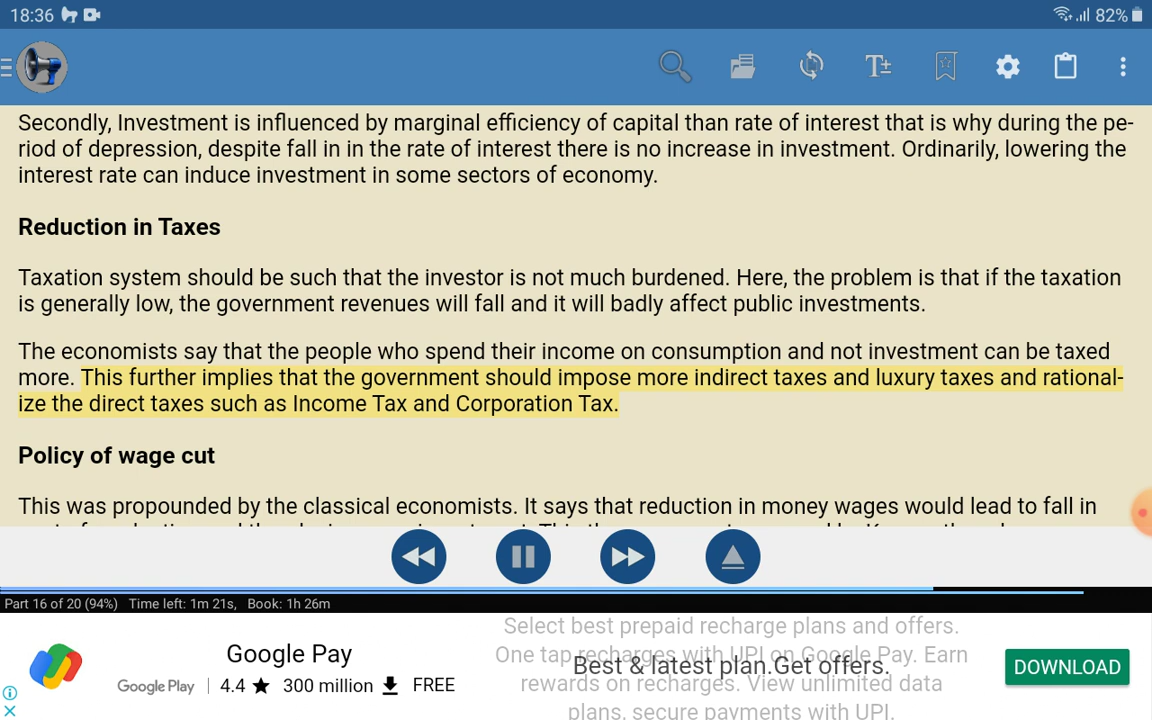 18:36 82%
T±
Secondly, Investment is influenced by marginal efficiency of capital than rate of interest that is why during the pe-
riod of depression, despite fall in in the rate of interest there is no increase in investment. Ordinarily, lowering the
interest rate can induce investment in some sectors of economy.
Reduction in Taxes
Taxation system should be such that the investor is not much burdened. Here, the problem is that if the taxation
is generally low, the government revenues will fall and it will badly affect public investments.
The economists say that the people who spend their income on consumption and not investment can be taxed
more. This further implies that the government should impose more indirect taxes and luxury taxes and rational-
ize the direct taxes such as Income Tax and Corporation Tax.
Policy of wage cut
This was propounded by the classical economists. It says that reduction in money wages would lead to fall in
Part 16 of 20 (94%) Time left: 1m 21s, Book: 1h 26m
Google Pay
Google Play 4.4 ★ 300 million FREE
Select best prepaid recharge plans and offers.
One tap recharges with UPI on Google Pay. Earn
Best & latest plan.Get offers.
rewards on recharges. View unlimited data
plans, secure payments with UPI.
DOWNLOAD